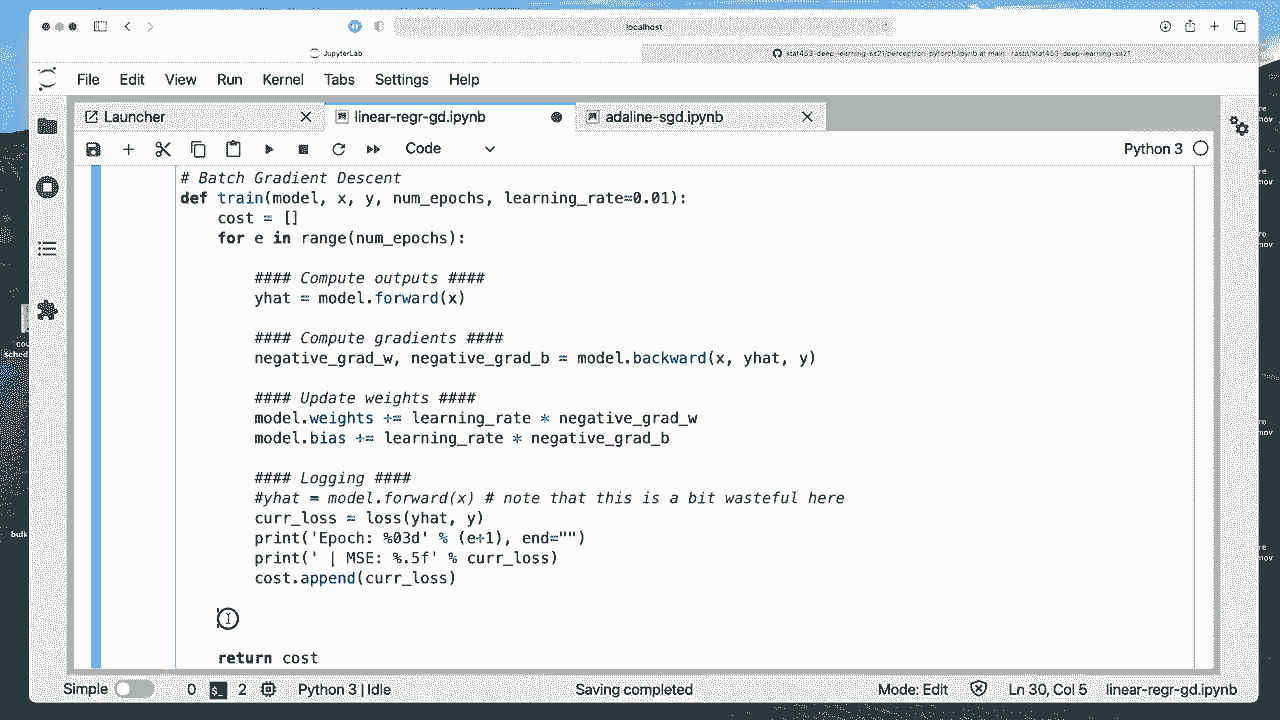 localhost
JupyterLab
stat453-deep-learning-ss21/perceptron-pytorch.ipynb at main · rasbt/stat453-deep-learning-ss21
File Edit View Run Kernel Tabs Settings Help
Launcher
linear-regr-gd.ipynb
adaline-sgd.ipynb
Code
Python 3
# Batch Gradient Descent
def train(model, x, y, num_epochs, learning_rate=0.01):
cost = []
for e in range(num_epochs):
#### Compute outputs ####
yhat = model.forward(x)
#### Compute gradients ####
negative_grad_w, negative_grad_b = model.backward(x, yhat, y)
#### Update weights ####
model.weights += learning_rate * negative_grad_w
model.bias += learning_rate * negative_grad_b
#### Logging ####
#yhat = model.forward(x) # note that this is a bit wasteful here
curr_loss = loss(yhat, y)
print('Epoch: %03d' % (e+1), end="")
print(' | MSE: %.5f' % curr_loss)
cost.append(curr_loss)
return cost
Simple
0
$_
2
Python 3 | Idle
Saving completed
Mode: Edit
Ln 30, Col 5
linear-regr-gd.ipynb